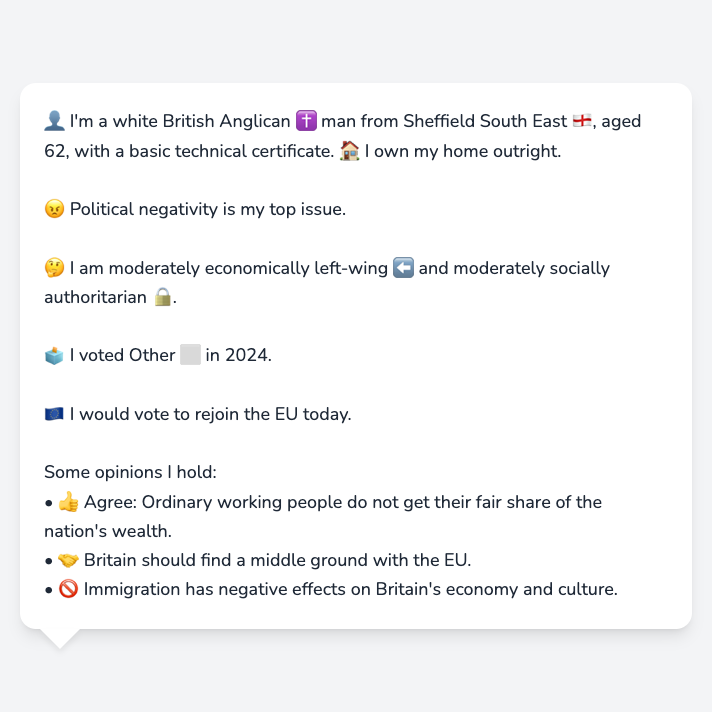 👤 I'm a white British Anglican ✝️ man from Sheffield South East 🏴󠁧󠁢󠁥󠁮󠁧󠁿, aged
62, with a basic technical certificate. 🏠 I own my home outright.
😠 Political negativity is my top issue.
🤔 I am moderately economically left-wing ⬅️ and moderately socially
authoritarian 🔒.
🗳️ I voted Other ⬜ in 2024.
🇪🇺 I would vote to rejoin the EU today.
Some opinions I hold:
• 👍 Agree: Ordinary working people do not get their fair share of the
nation's wealth.
• 🤝 Britain should find a middle ground with the EU.
• 🚫 Immigration has negative effects on Britain's economy and culture.